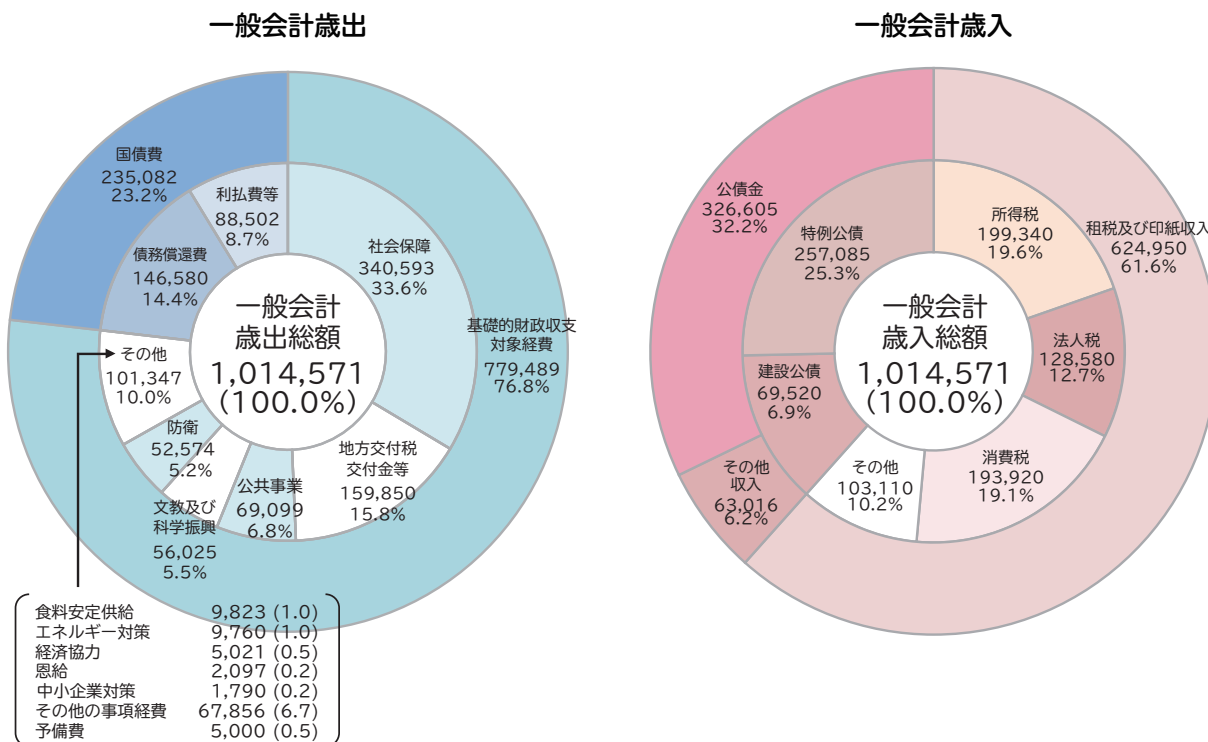 一般会計歳出
国債費
235,082
23.2%
利払費等
88,502
8.7%
債務償還費
146,580
14.4%
社会保障
340,593
33.6%
一般会計
歳出総額
1,014,571
(100.0%)
基礎的財政収支
対象経費
779,489
76.8%
その他
101,347
10.0%
防衛
52,574
5.2%
文教及び
科学振興
56,025
5.5%
公共事業
69,099
6.8%
地方交付税
交付金等
159,850
15.8%
食料安定供給 9,823 (1.0)
エネルギー対策 9,760 (1.0)
経済協力 5,021 (0.5)
恩給 2,097 (0.2)
中小企業対策 1,790 (0.2)
その他の事項経費 67,856 (6.7)
予備費 5,000 (0.5)
一般会計歳入
公債金
326,605
32.2%
特例公債
257,085
25.3%
所得税
199,340
19.6%
租税及び印紙収入
624,950
61.6%
一般会計
歳入総額
1,014,571
(100.0%)
法人税
128,580
12.7%
建設公債
69,520
6.9%
その他
収入
63,016
6.2%
その他
103,110
10.2%
消費税
193,920
19.1%